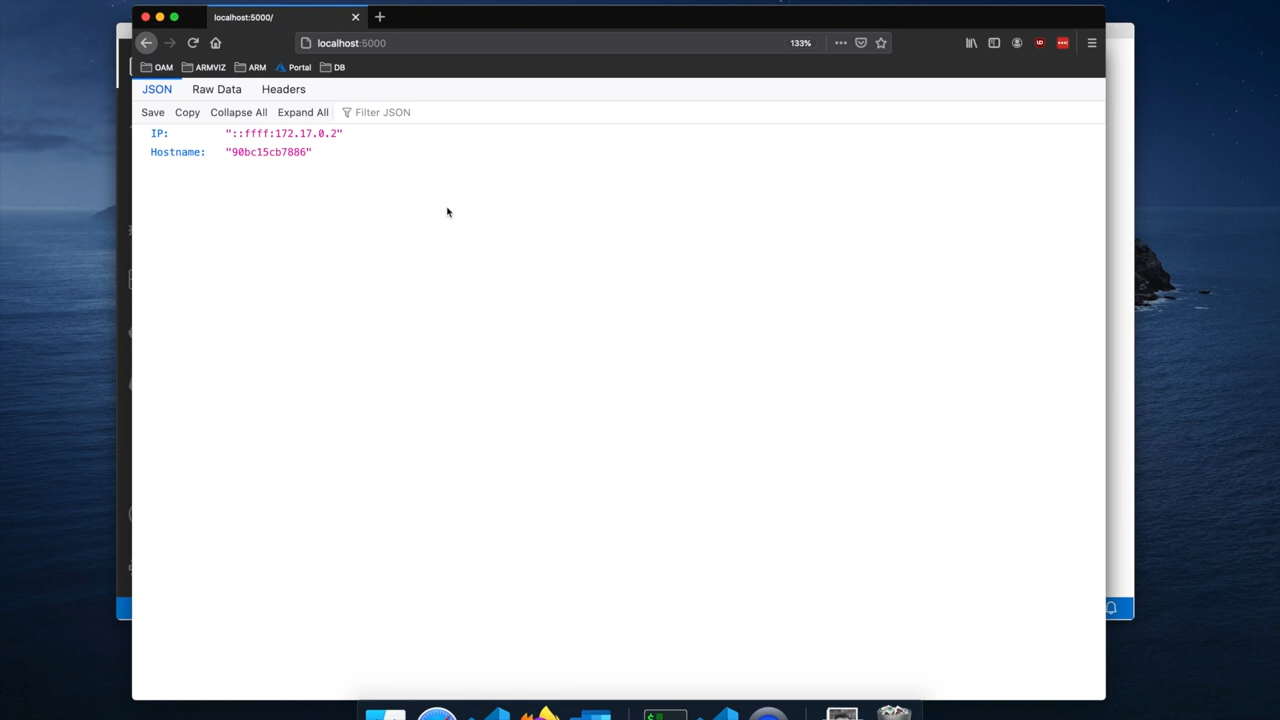 localhost:5000/
localhost:5000
133%
OAM ARMVIZ ARM Portal DB
JSON Raw Data Headers
Save Copy Collapse All Expand All Filter JSON
IP: "::ffff:172.17.0.2"
Hostname: "90bc15cb7886"